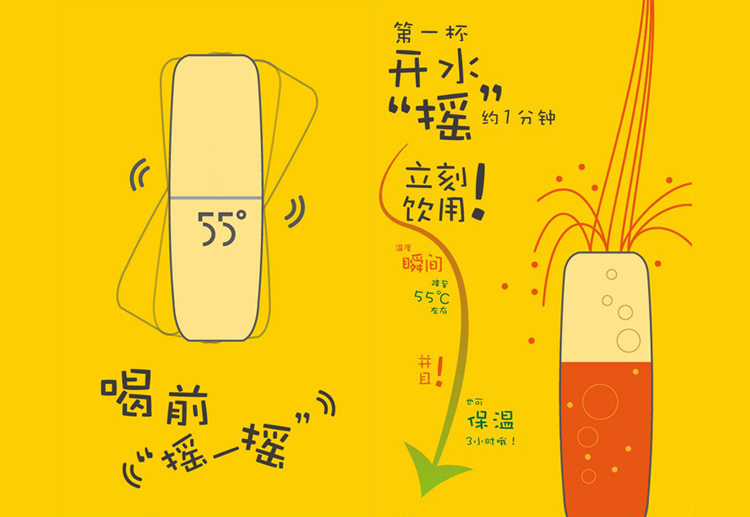 55°
喝前
“摇一摇”
第一杯
开水
“摇”约1分钟
立刻
饮用!
温度
瞬间
降至
55℃
左右
并
且!
也可
保温
3小时哦!